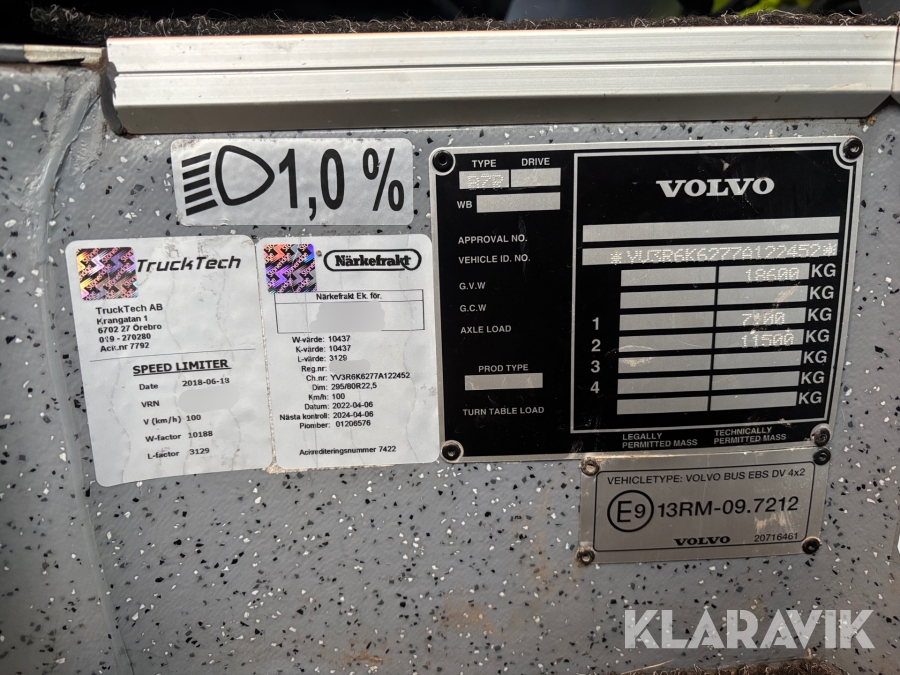 1,0 %
TruckTech
TruckTech AB
Krangatan 1
6702 27 Örebro
019 - 270280
Ack.nr 7792
SPEED LIMITER
Date 2018-06-18
VRN
V (km/h) 100
W-factor 10188
L-factor 3129
Närkefrakt
Närkefrakt Ek. för.
W-värde: 10437
K-värde: 10437
L-värde: 3129
Reg.nr:
Ch.nr: YV3R6K6277A122452
Dim: 295/80R22,5
Km/h: 100
Datum: 2022-04-06
Nästa kontroll: 2024-04-06
Plomber: 01206576
Ackrediteringsnummer 7422
TYPE DRIVE
WB
VOLVO
APPROVAL NO.
VEHICLE ID. NO. *YV3R6K6277A122452*
G.V.W 18600 KG
G.C.W KG
AXLE LOAD 1 KG
2 11500 KG
3 KG
4 KG
PROD TYPE
TURN TABLE LOAD
LEGALLY PERMITTED MASS
TECHNICALLY PERMITTED MASS
VEHICLETYPE: VOLVO BUS EBS DV 4x2
E9 13RM-09.7212
VOLVO 20716461
KLARAVIK